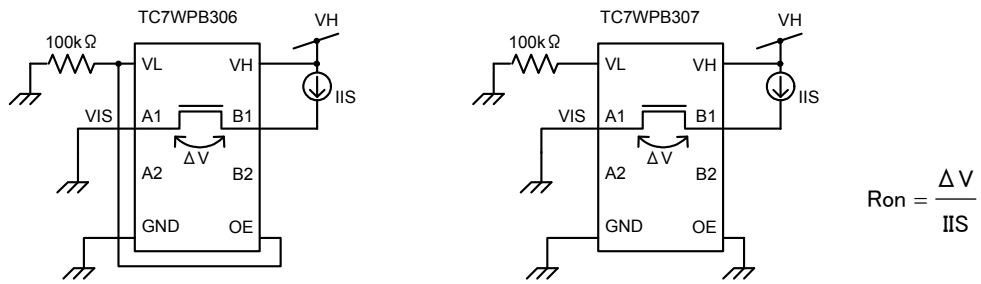 TC7WPB306
100kΩ
VH
VL
VH
IIS
VIS
A1
B1
ΔV
A2
B2
GND
OE
TC7WPB307
100kΩ
VH
VL
VH
IIS
VIS
A1
B1
ΔV
A2
B2
GND
OE
Ron = ΔV / IIS